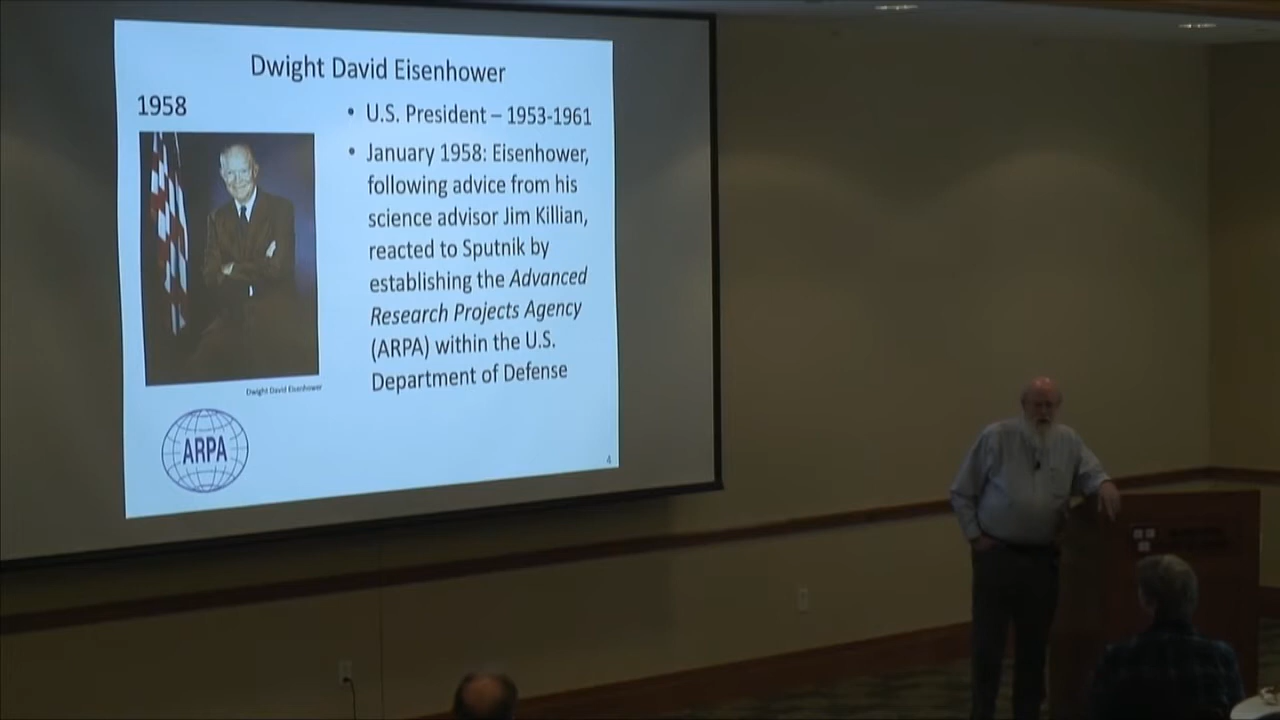 Dwight David Eisenhower
1958
• U.S. President – 1953-1961
• January 1958: Eisenhower,
following advice from his
science advisor Jim Killian,
reacted to Sputnik by
establishing the Advanced
Research Projects Agency
(ARPA) within the U.S.
Department of Defense
Dwight David Eisenhower
ARPA
4